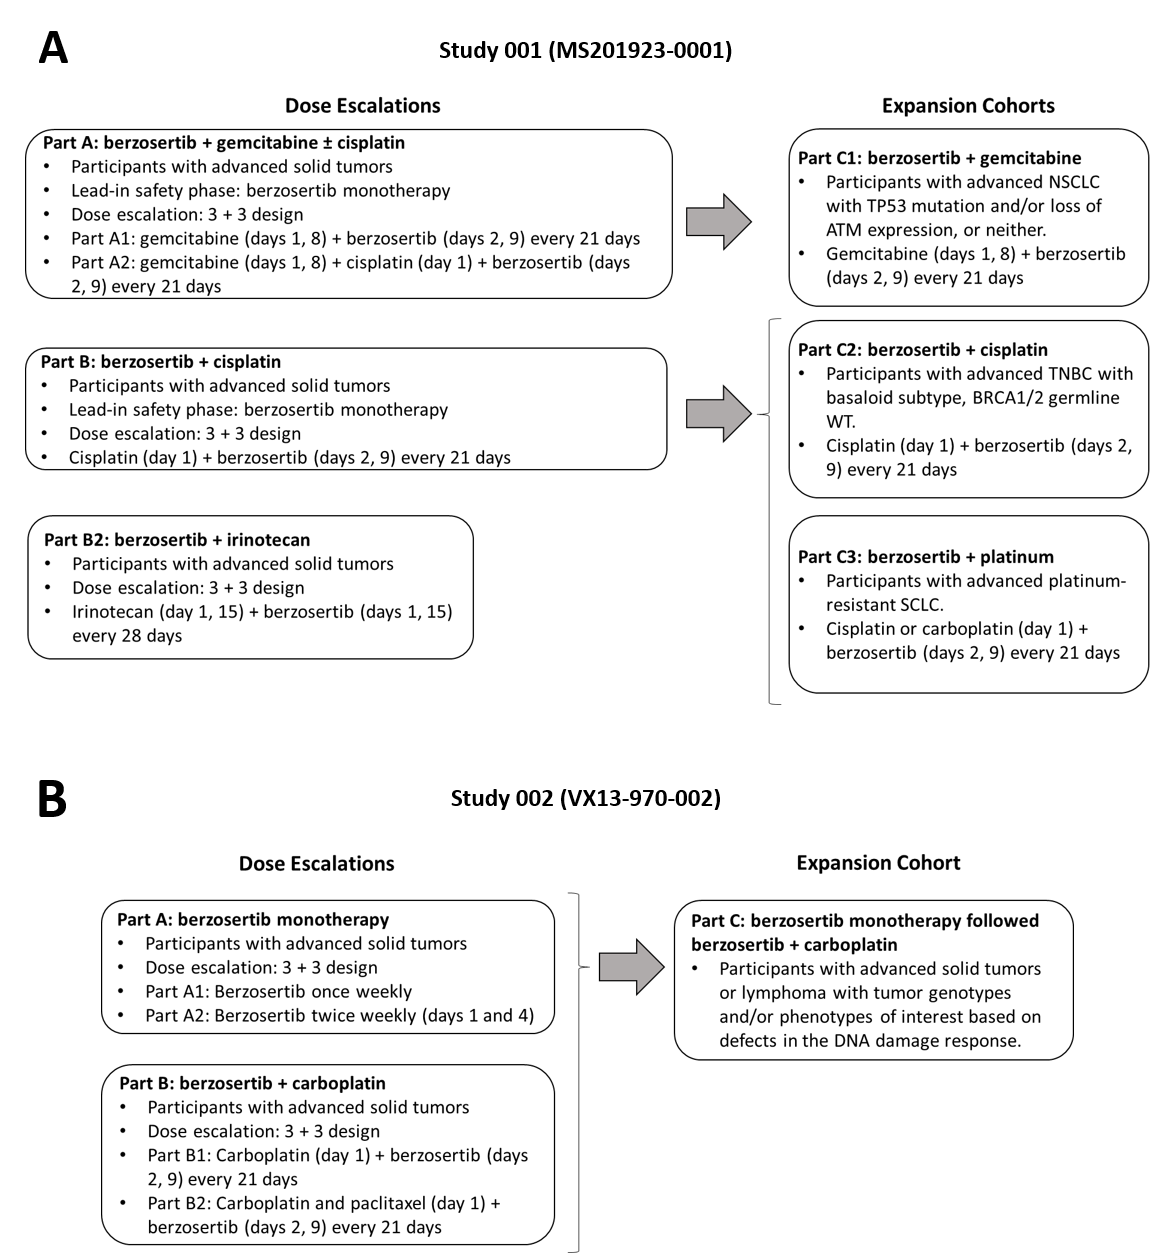 A
Study 001 (MS201923-0001)
Dose Escalations
Expansion Cohorts
Part A: berzosertib + gemcitabine ± cisplatin
• Participants with advanced solid tumors
• Lead-in safety phase: berzosertib monotherapy
• Dose escalation: 3 + 3 design
• Part A1: gemcitabine (days 1, 8) + berzosertib (days 2, 9) every 21 days
• Part A2: gemcitabine (days 1, 8) + cisplatin (day 1) + berzosertib (days
2, 9) every 21 days
Part C1: berzosertib + gemcitabine
• Participants with advanced NSCLC
with TP53 mutation and/or loss of
ATM expression, or neither.
• Gemcitabine (days 1, 8) + berzosertib
(days 2, 9) every 21 days
Part B: berzosertib + cisplatin
• Participants with advanced solid tumors
• Lead-in safety phase: berzosertib monotherapy
• Dose escalation: 3 + 3 design
• Cisplatin (day 1) + berzosertib (days 2, 9) every 21 days
Part C2: berzosertib + cisplatin
• Participants with advanced TNBC with
basaloid subtype, BRCA1/2 germline
WT.
• Cisplatin (day 1) + berzosertib (days 2,
9) every 21 days
Part B2: berzosertib + irinotecan
• Participants with advanced solid tumors
• Dose escalation: 3 + 3 design
• Irinotecan (day 1, 15) + berzosertib (days 1, 15)
every 28 days
Part C3: berzosertib + platinum
• Participants with advanced platinum-
resistant SCLC.
• Cisplatin or carboplatin (day 1) +
berzosertib (days 2, 9) every 21 days
B
Study 002 (VX13-970-002)
Dose Escalations
Expansion Cohort
Part A: berzosertib monotherapy
• Participants with advanced solid tumors
• Dose escalation: 3 + 3 design
• Part A1: Berzosertib once weekly
• Part A2: Berzosertib twice weekly (days 1 and 4)
Part C: berzosertib monotherapy followed
berzosertib + carboplatin
• Participants with advanced solid tumors
or lymphoma with tumor genotypes
and/or phenotypes of interest based on
defects in the DNA damage response.
Part B: berzosertib + carboplatin
• Participants with advanced solid tumors
• Dose escalation: 3 + 3 design
• Part B1: Carboplatin (day 1) + berzosertib (days
2, 9) every 21 days
• Part B2: Carboplatin and paclitaxel (day 1) +
berzosertib (days 2, 9) every 21 days